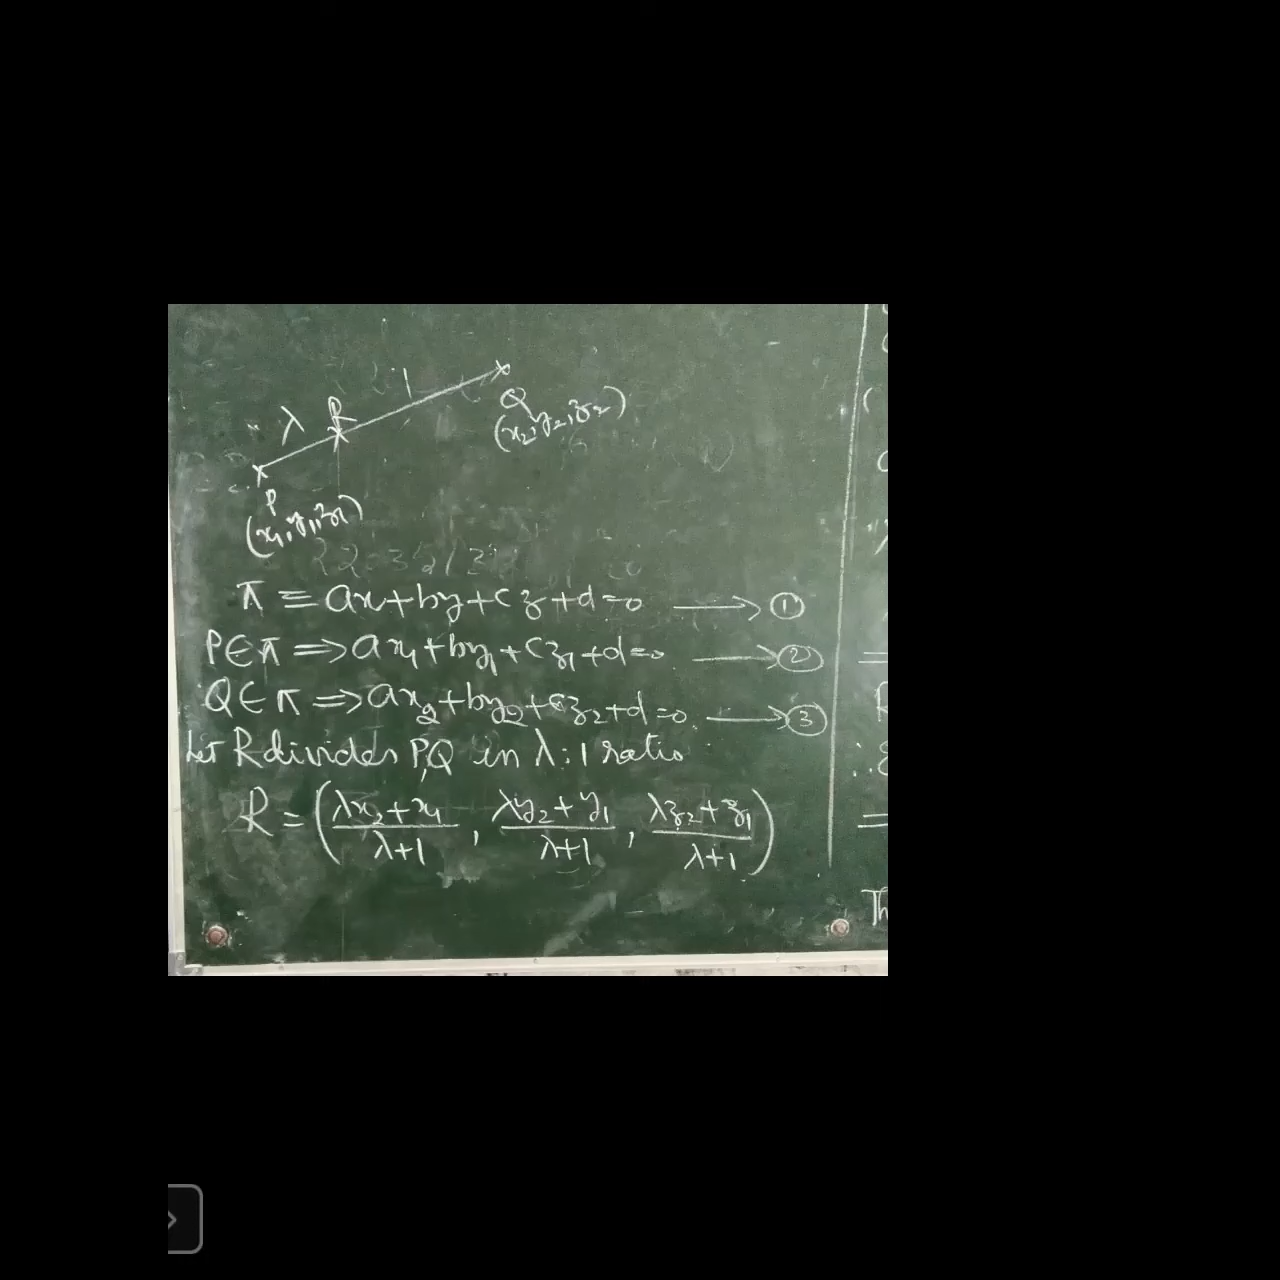 λ R 1
Q
(x₂, y₂, z₂)
P
(x₁, y₁, z₁)
π ≡ ax+by+cz+d=0 ⟶ ①
P∈π ⇒ ax₁+by₁+cz₁+d=0 ⟶ ②
Q∈π ⇒ ax₂+by₂+cz₂+d=0 ⟶ ③
Let R divides PQ in λ:1 ratio
R = ( (λx₂+x₁)/(λ+1) , (λy₂+y₁)/(λ+1) , (λz₂+z₁)/(λ+1) )
Th